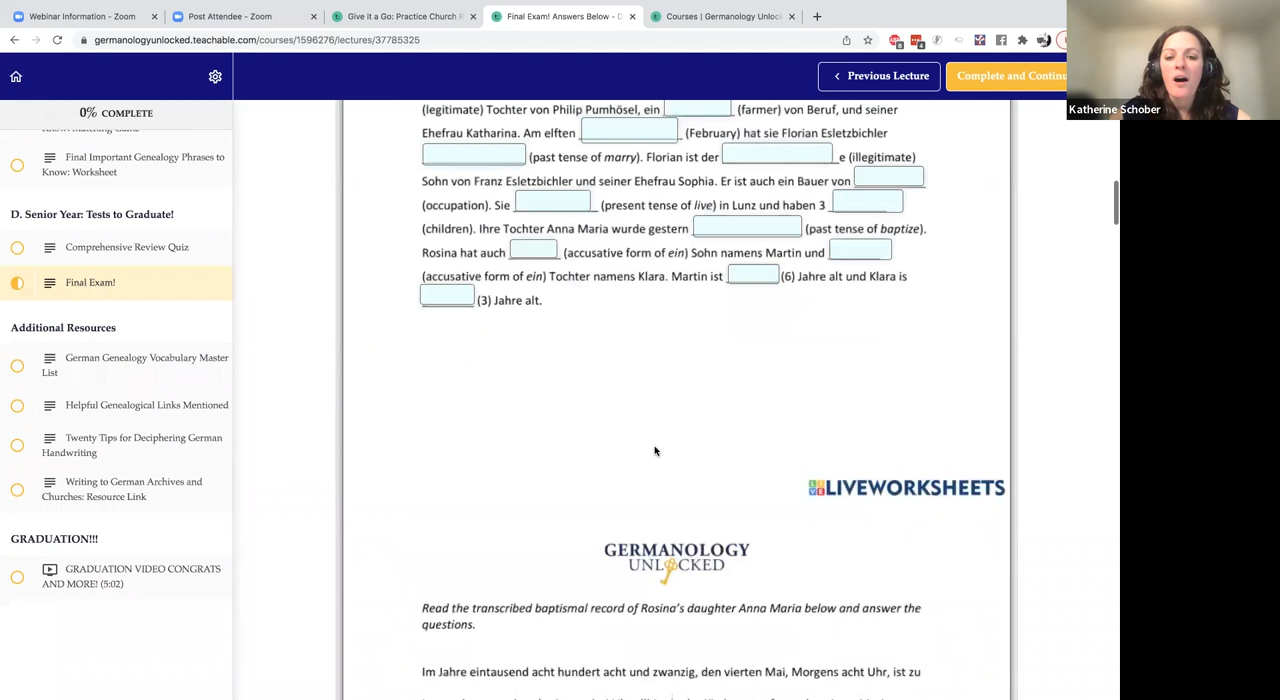 Webinar Information - Zoom
Post Attendee - Zoom
Give it a Go: Practice Church R
Final Exam! Answers Below - D
Courses | Germanology Unloc
germanologyunlocked.teachable.com/courses/1596276/lectures/37785325
Previous Lecture
Complete and Continu
Katherine Schober
0% COMPLETE
Final Important Genealogy Phrases to
Know: Worksheet
D. Senior Year: Tests to Graduate!
Comprehensive Review Quiz
Final Exam!
Additional Resources
German Genealogy Vocabulary Master
List
Helpful Genealogical Links Mentioned
Twenty Tips for Deciphering German
Handwriting
Writing to German Archives and
Churches: Resource Link
GRADUATION!!!
GRADUATION VIDEO CONGRATS
AND MORE! (5:02)
(legitimate) Tochter von Philip Pumhösel, ein (farmer) von Beruf, und seiner
Ehefrau Katharina. Am elften (February) hat sie Florian Esletzbichler
(past tense of marry). Florian ist der e (illegitimate)
Sohn von Franz Esletzbichler und seiner Ehefrau Sophia. Er ist auch ein Bauer von
(occupation). Sie (present tense of live) in Lunz und haben 3
(children). Ihre Tochter Anna Maria wurde gestern (past tense of baptize).
Rosina hat auch (accusative form of ein) Sohn namens Martin und
(accusative form of ein) Tochter namens Klara. Martin ist (6) Jahre alt und Klara is
(3) Jahre alt.
LIVEWORKSHEETS
GERMANOLOGY
UNLOCKED
Read the transcribed baptismal record of Rosina's daughter Anna Maria below and answer the
questions.
Im Jahre eintausend acht hundert acht und zwanzig, den vierten Mai, Morgens acht Uhr, ist zu